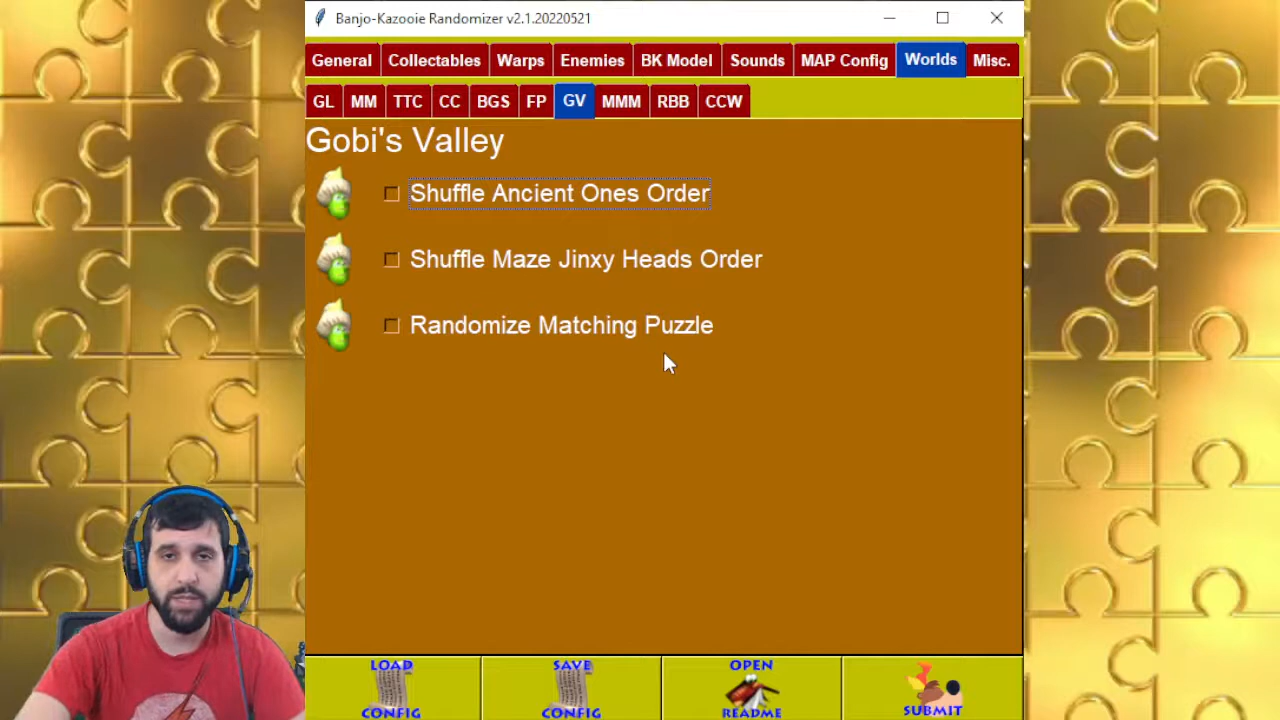 Banjo-Kazooie Randomizer v2.1.20220521
General Collectables Warps Enemies BK Model Sounds MAP Config Worlds Misc.
GL MM TTC CC BGS FP GV MMM RBB CCW
Gobi's Valley
Shuffle Ancient Ones Order
Shuffle Maze Jinxy Heads Order
Randomize Matching Puzzle
LOAD CONFIG
SAVE CONFIG
OPEN README
SUBMIT